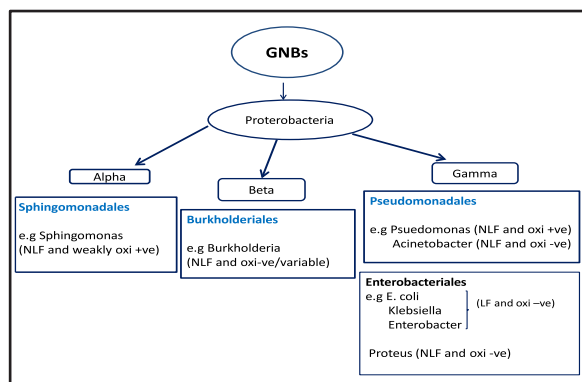 GNBs
Proterobacteria
Alpha
Beta
Gamma
Sphingomonadales
e.g Sphingomonas
(NLF and weakly oxi +ve)
Burkholderiales
e.g Burkholderia
(NLF and oxi-ve/variable)
Pseudomonadales
e.g Psuedomonas (NLF and oxi +ve)
Acinetobacter (NLF and oxi -ve)
Enterobacteriales
e.g E. coli
Klebsiella
Enterobacter
(LF and oxi –ve)
Proteus (NLF and oxi -ve)